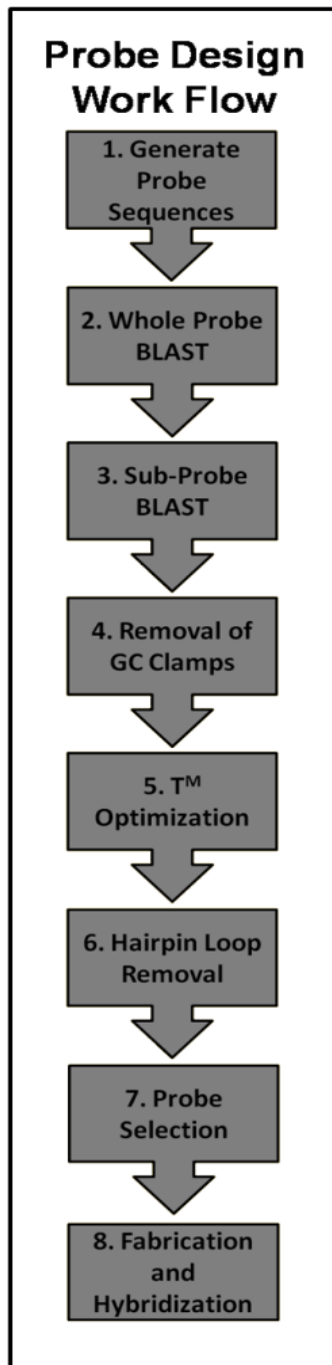 Probe Design
Work Flow
1. Generate
Probe
Sequences
2. Whole Probe
BLAST
3. Sub-Probe
BLAST
4. Removal of
GC Clamps
5. Tᴹ
Optimization
6. Hairpin Loop
Removal
7. Probe
Selection
8. Fabrication
and
Hybridization